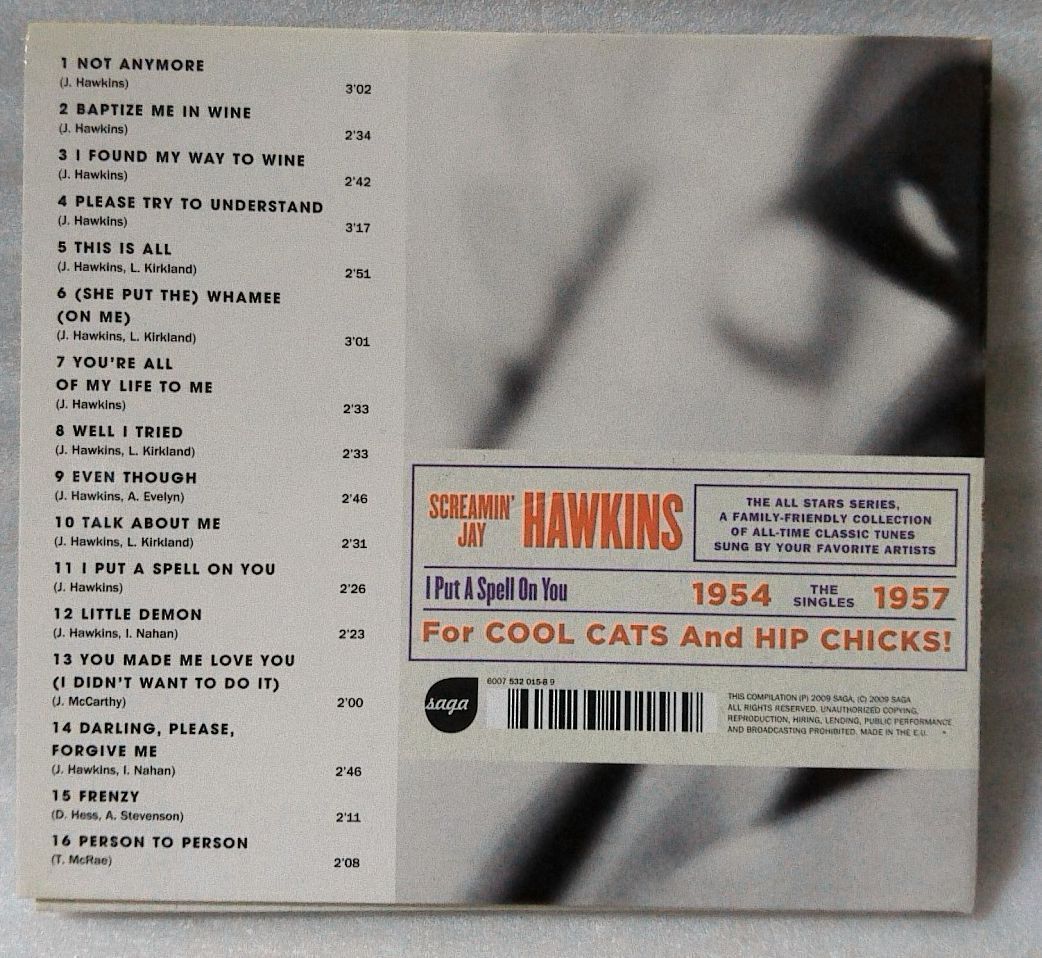 1 NOT ANYMORE
(J. Hawkins)
3'02
2 BAPTIZE ME IN WINE
(J. Hawkins)
2'34
3 I FOUND MY WAY TO WINE
(J. Hawkins)
2'42
4 PLEASE TRY TO UNDERSTAND
(J. Hawkins)
3'17
5 THIS IS ALL
(J. Hawkins, L. Kirkland)
2'51
6 (SHE PUT THE) WHAMEE
(ON ME)
(J. Hawkins, L. Kirkland)
3'01
7 YOU'RE ALL
OF MY LIFE TO ME
(J. Hawkins)
2'33
8 WELL I TRIED
(J. Hawkins, L. Kirkland)
2'33
9 EVEN THOUGH
(J. Hawkins, A. Evelyn)
2'46
10 TALK ABOUT ME
(J. Hawkins, L. Kirkland)
2'31
11 I PUT A SPELL ON YOU
(J. Hawkins)
2'26
12 LITTLE DEMON
(J. Hawkins, I. Nahan)
2'23
13 YOU MADE ME LOVE YOU
(I DIDN'T WANT TO DO IT)
(J. McCarthy)
2'00
14 DARLING, PLEASE,
FORGIVE ME
(J. Hawkins, I. Nahan)
2'46
15 FRENZY
(D. Hess, A. Stevenson)
2'11
16 PERSON TO PERSON
(T. McRae)
2'08
SCREAMIN' JAY HAWKINS
THE ALL STARS SERIES,
A FAMILY-FRIENDLY COLLECTION
OF ALL-TIME CLASSIC TUNES
SUNG BY YOUR FAVORITE ARTISTS
I Put A Spell On You
1954 THE SINGLES 1957
For COOL CATS And HIP CHICKS!
saga
6007 532 015-8 9
THIS COMPILATION (P) 2009 SAGA, (C) 2009 SAGA
ALL RIGHTS RESERVED. UNAUTHORIZED COPYING,
REPRODUCTION, HIRING, LENDING, PUBLIC PERFORMANCE
AND BROADCASTING PROHIBITED. MADE IN THE E.U.